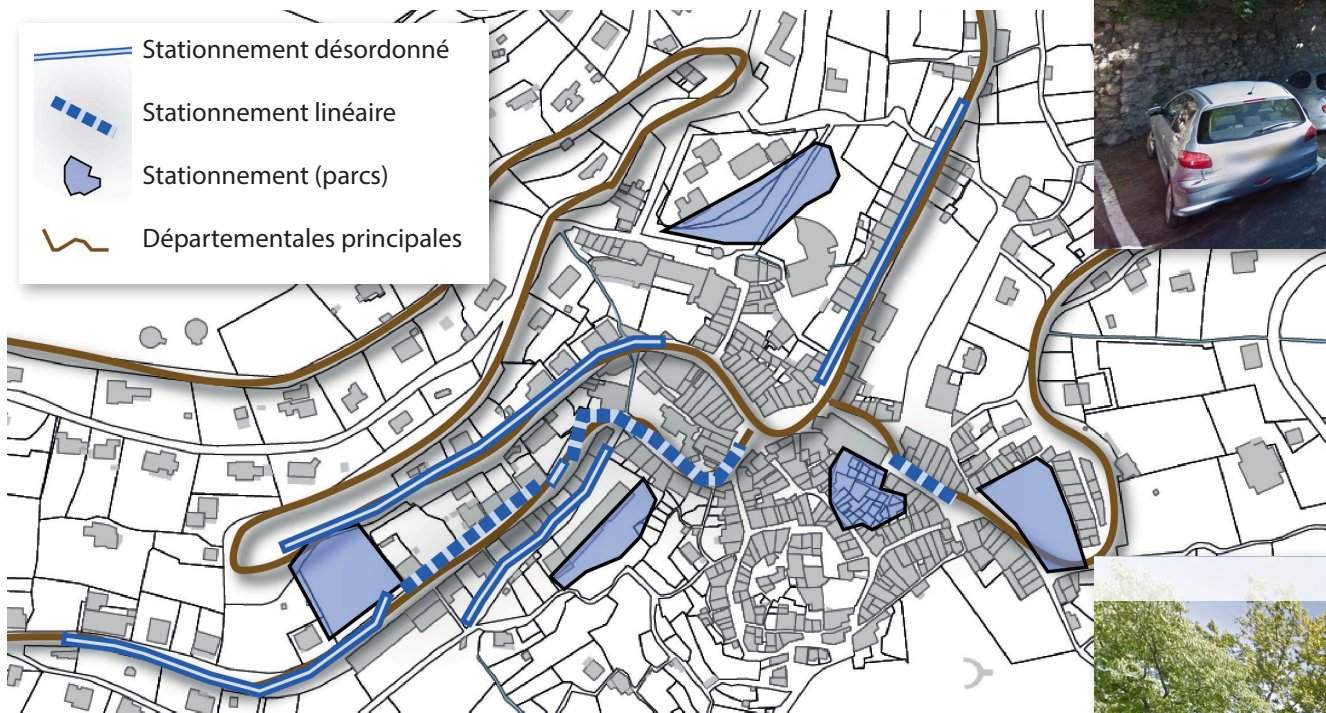 Stationnement désordonné
Stationnement linéaire
Stationnement (parcs)
Départementales principales